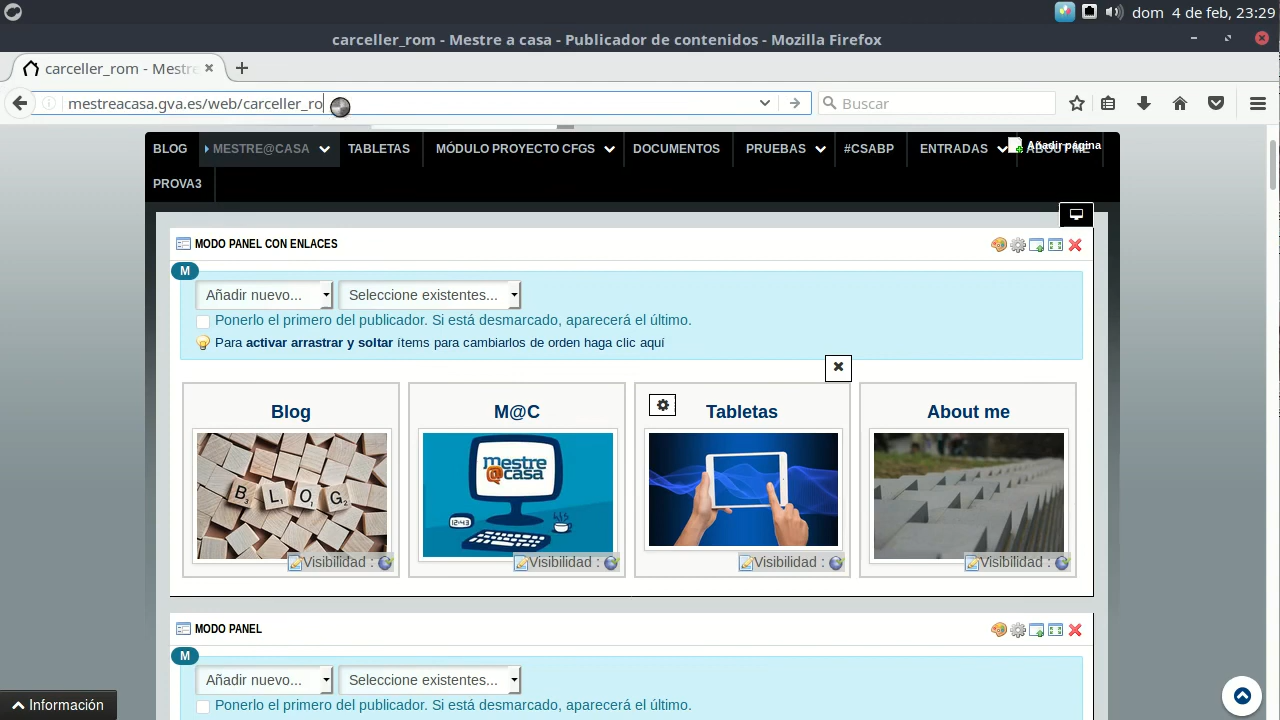 dom 4 de feb, 23:29
carceller_rom - Mestre a casa - Publicador de contenidos - Mozilla Firefox
carceller_rom - Mestre
mestreacasa.gva.es/web/carceller_ro
Buscar
BLOG MESTRE@CASA TABLETAS MÓDULO PROYECTO CFGS DOCUMENTOS PRUEBAS #CSABP ENTRADAS ABOUT ME
Añadir página
PROVA3
MODO PANEL CON ENLACES
M
Añadir nuevo... Seleccione existentes...
Ponerlo el primero del publicador. Si está desmarcado, aparecerá el último.
Para activar arrastrar y soltar ítems para cambiarlos de orden haga clic aquí
Blog M@C Tabletas About me
B L O G
mestre @casa
12:43
Visibilidad : Visibilidad : Visibilidad : Visibilidad :
MODO PANEL
M
Añadir nuevo... Seleccione existentes...
Información
Ponerlo el primero del publicador. Si está desmarcado, aparecerá el último.